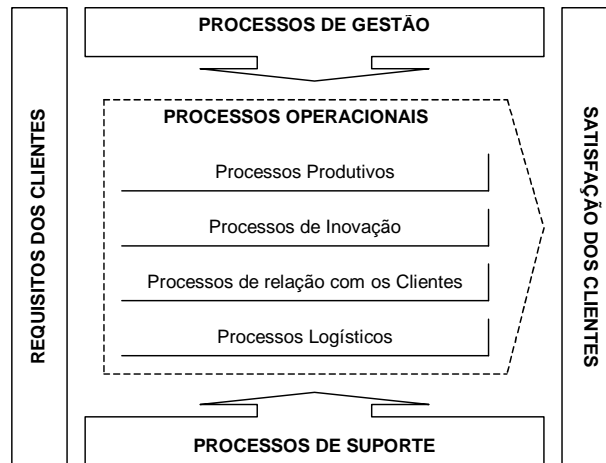 PROCESSOS DE GESTÃO
REQUISITOS DOS CLIENTES
PROCESSOS OPERACIONAIS
Processos Produtivos
Processos de Inovação
Processos de relação com os Clientes
Processos Logísticos
SATISFAÇÃO DOS CLIENTES
PROCESSOS DE SUPORTE